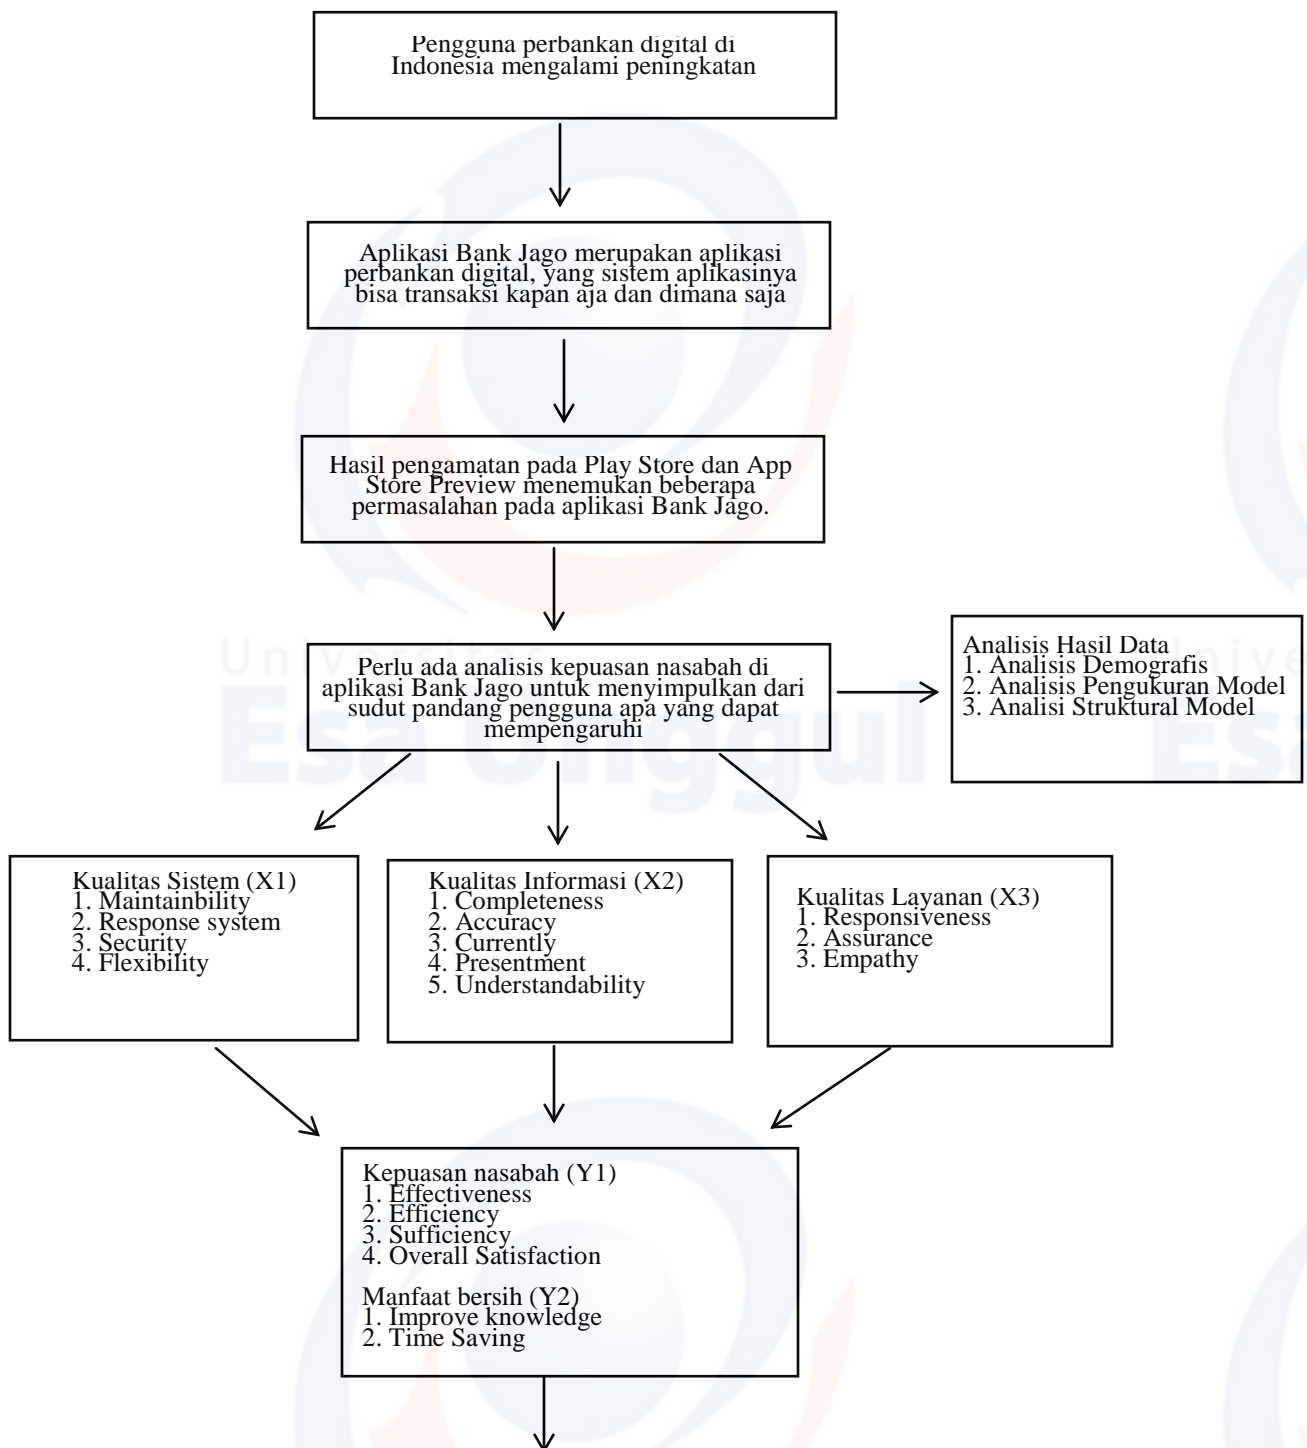 Pengguna perbankan digital di
Indonesia mengalami peningkatan
Aplikasi Bank Jago merupakan aplikasi
perbankan digital, yang sistem aplikasinya
bisa transaksi kapan aja dan dimana saja
Hasil pengamatan pada Play Store dan App
Store Preview menemukan beberapa
permasalahan pada aplikasi Bank Jago.
Universitas
Esa Unggul
Perlu ada analisis kepuasan nasabah di
aplikasi Bank Jago untuk menyimpulkan dari
sudut pandang pengguna apa yang dapat
mempengaruhi
Analisis Hasil Data
1. Analisis Demografis
2. Analisis Pengukuran Model
3. Analisi Struktural Model
Unive
Esa
Kualitas Sistem (X1)
1. Maintainbility
2. Response system
3. Security
4. Flexibility
Kualitas Informasi (X2)
1. Completeness
2. Accuracy
3. Currently
4. Presentment
5. Understandability
Kualitas Layanan (X3)
1. Responsiveness
2. Assurance
3. Empathy
Kepuasan nasabah (Y1)
1. Effectiveness
2. Efficiency
3. Sufficiency
4. Overall Satisfaction
Manfaat bersih (Y2)
1. Improve knowledge
2. Time Saving